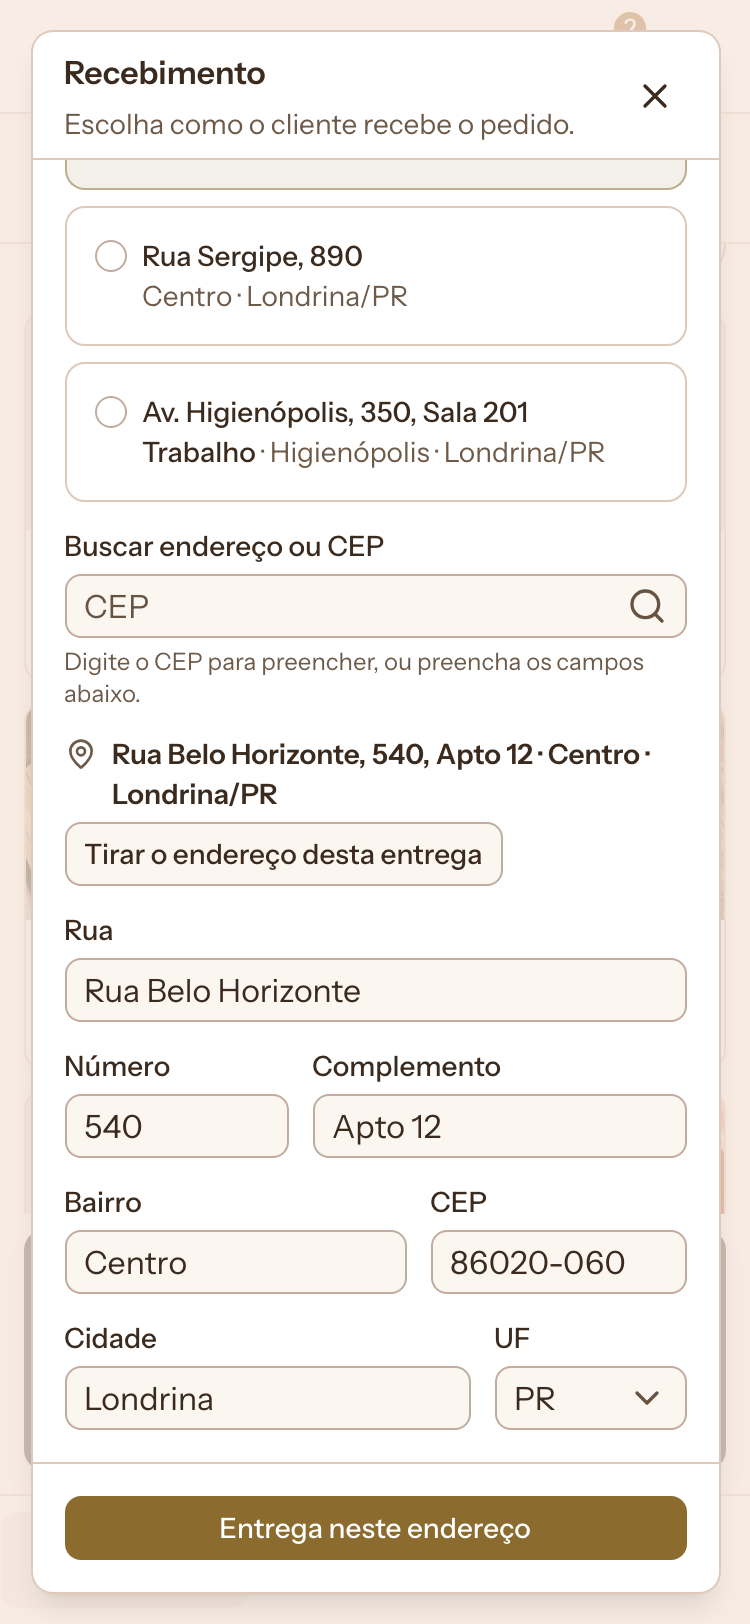 2
Recebimento
Escolha como o cliente recebe o pedido.
Rua Sergipe, 890
Centro · Londrina/PR
Av. Higienópolis, 350, Sala 201
Trabalho · Higienópolis · Londrina/PR
Buscar endereço ou CEP
CEP
Digite o CEP para preencher, ou preencha os campos
abaixo.
Rua Belo Horizonte, 540, Apto 12 · Centro ·
Londrina/PR
Tirar o endereço desta entrega
Rua
Rua Belo Horizonte
Número
Complemento
540
Apto 12
Bairro
CEP
Centro
86020-060
Cidade
UF
Londrina
PR
Entrega neste endereço